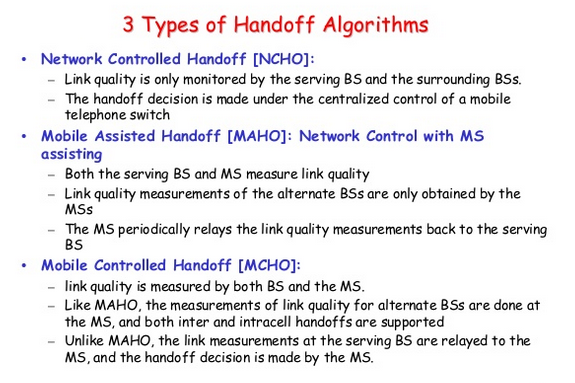 3 Types of Handoff Algorithms
• Network Controlled Handoff [NCHO]:
– Link quality is only monitored by the serving BS and the surrounding BSs.
– The handoff decision is made under the centralized control of a mobile
telephone switch
• Mobile Assisted Handoff [MAHO]: Network Control with MS
assisting
– Both the serving BS and MS measure link quality
– Link quality measurements of the alternate BSs are only obtained by the
MSs
– The MS periodically relays the link quality measurements back to the serving
BS
• Mobile Controlled Handoff [MCHO]:
– link quality is measured by both BS and the MS.
– Like MAHO, the measurements of link quality for alternate BSs are done at
the MS, and both inter and intracell handoffs are supported
– Unlike MAHO, the link measurements at the serving BS are relayed to the
MS, and the handoff decision is made by the MS.